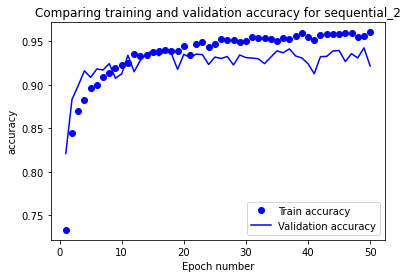 Comparing training and validation accuracy for sequential_2
0.95
0.90
0.85
0.80
0.75
accuracy
0 10 20 30 40 50
Epoch number
Train accuracy
Validation accuracy